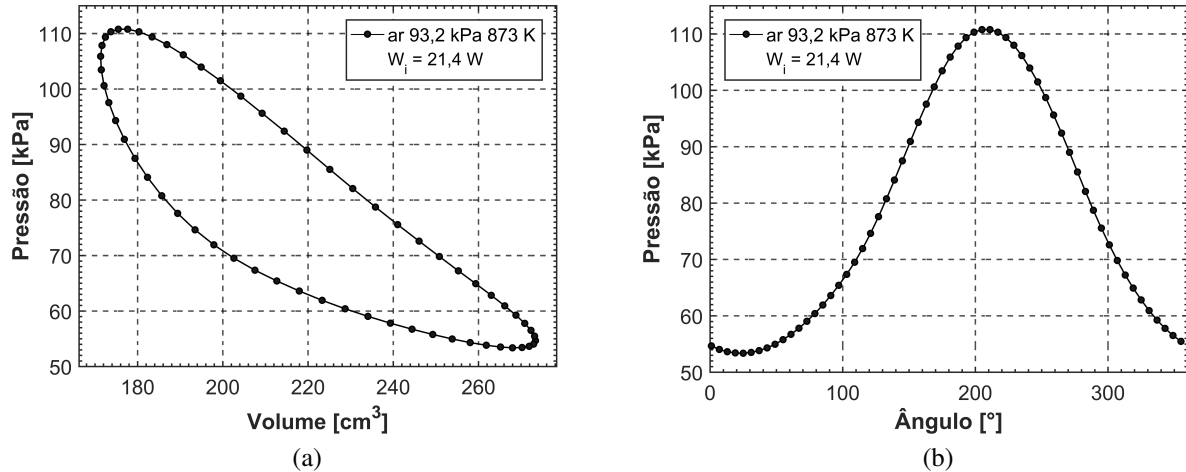 110
100
90
80
70
60
50
Pressão [kPa]
ar 93,2 kPa 873 K
W_i = 21,4 W
180
200
220
240
260
Volume [cm³]
(a)
110
100
90
80
70
60
50
Pressão [kPa]
ar 93,2 kPa 873 K
W_i = 21,4 W
0
100
200
300
Ângulo [°]
(b)